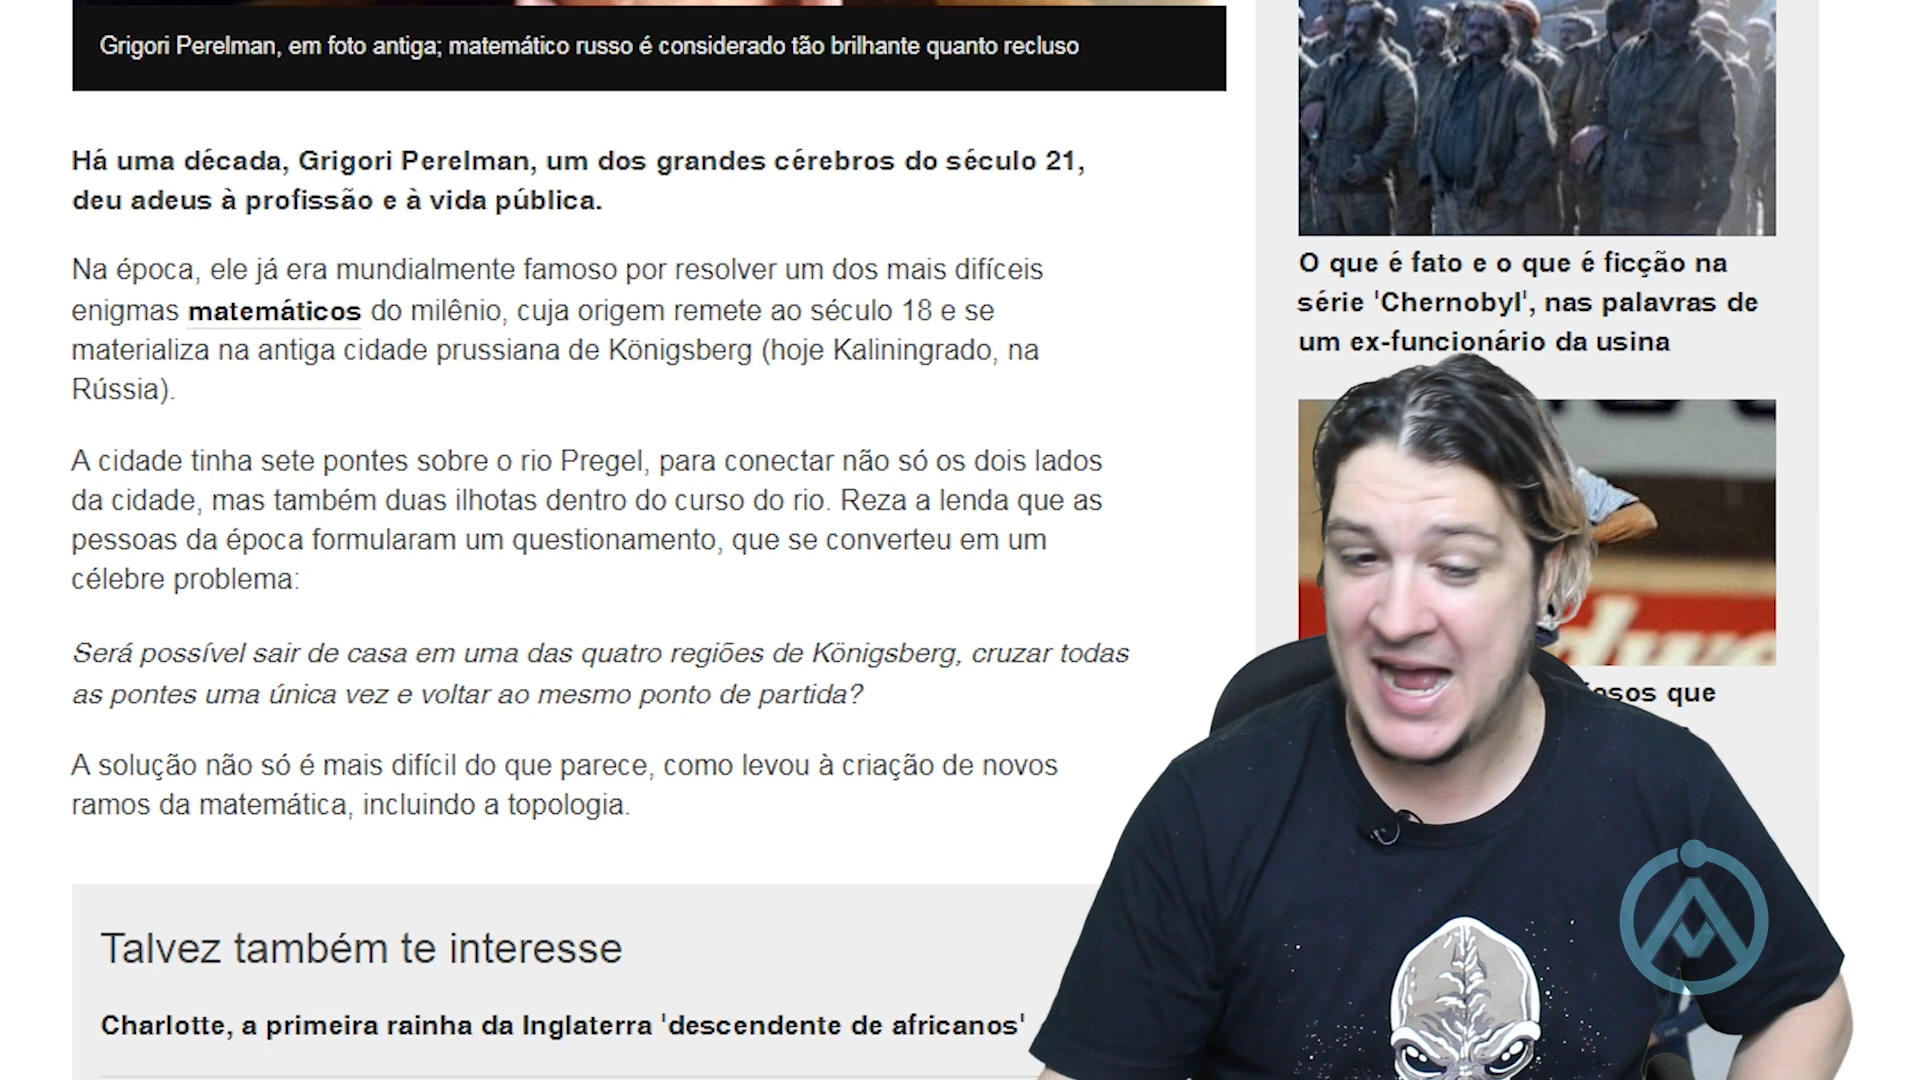 Grigori Perelman, em foto antiga; matemático russo é considerado tão brilhante quanto recluso
Há uma década, Grigori Perelman, um dos grandes cérebros do século 21,
deu adeus à profissão e à vida pública.
Na época, ele já era mundialmente famoso por resolver um dos mais difíceis
enigmas matemáticos do milênio, cuja origem remete ao século 18 e se
materializa na antiga cidade prussiana de Königsberg (hoje Kaliningrado, na
Rússia).
A cidade tinha sete pontes sobre o rio Pregel, para conectar não só os dois lados
da cidade, mas também duas ilhotas dentro do curso do rio. Reza a lenda que as
pessoas da época formularam um questionamento, que se converteu em um
célebre problema:
Será possível sair de casa em uma das quatro regiões de Königsberg, cruzar todas
as pontes uma única vez e voltar ao mesmo ponto de partida?
A solução não só é mais difícil do que parece, como levou à criação de novos
ramos da matemática, incluindo a topologia.
Talvez também te interesse
Charlotte, a primeira rainha da Inglaterra 'descendente de africanos'
O que é fato e o que é ficção na
série 'Chernobyl', nas palavras de
um ex-funcionário da usina
que